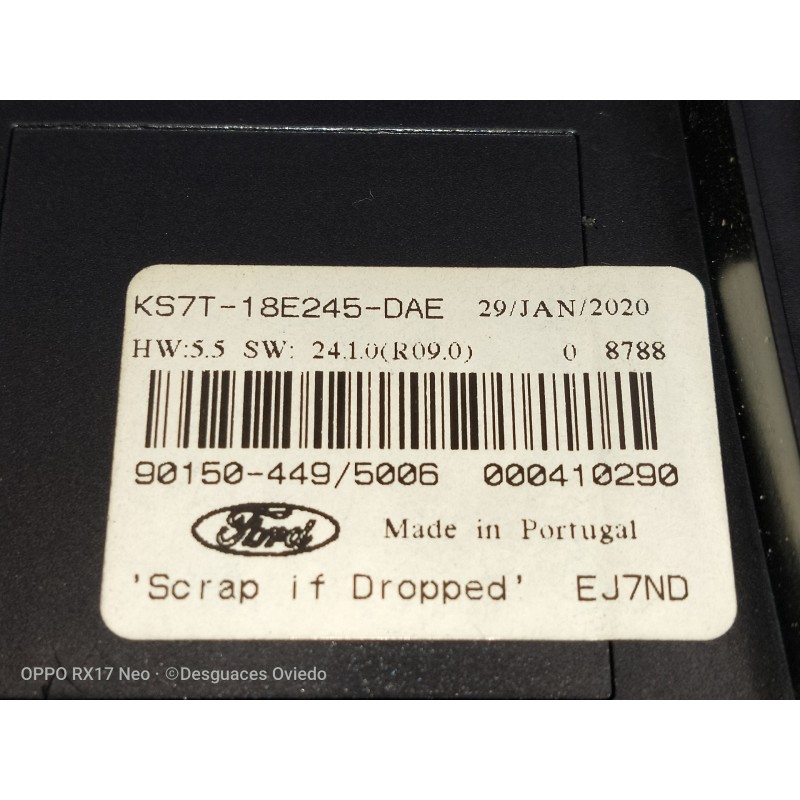 KS7T-18E245-DAE 29/JAN/2020
HW:5.5 SW: 24.1.0(R09.0) 0 8788
90150-449/5006 000410290
Ford Made in Portugal
'Scrap if Dropped' EJ7ND
OPPO RX17 Neo · ©Desguaces Oviedo